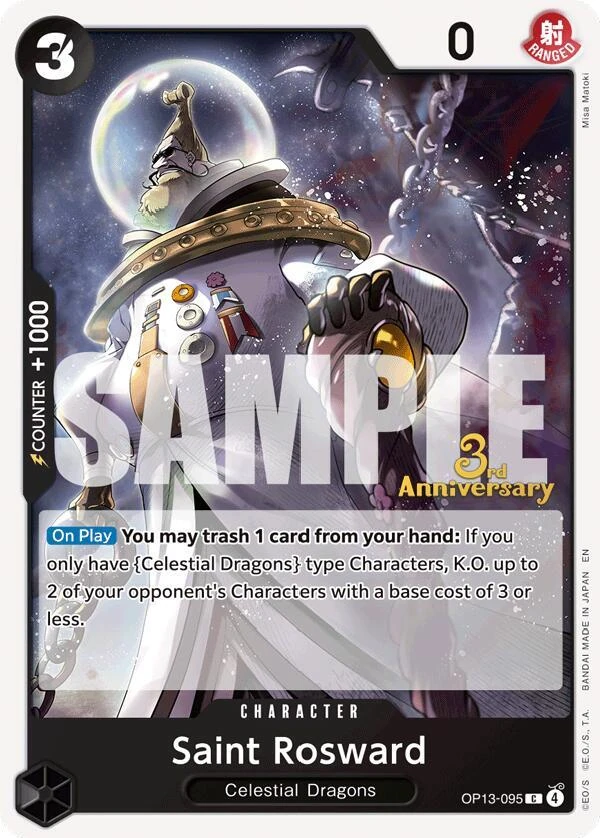 3
0
射
RANGED
Misa Matoki
COUNTER +1000
SAMPLE
3rd
Anniversary
On Play You may trash 1 card from your hand: If you
only have {Celestial Dragons} type Characters, K.O. up to
2 of your opponent's Characters with a base cost of 3 or
less.
CHARACTER
Saint Rosward
Celestial Dragons
OP13-095 C 4
©E.O/S ©E.O./S., T.A. BANDAI MADE IN JAPAN EN